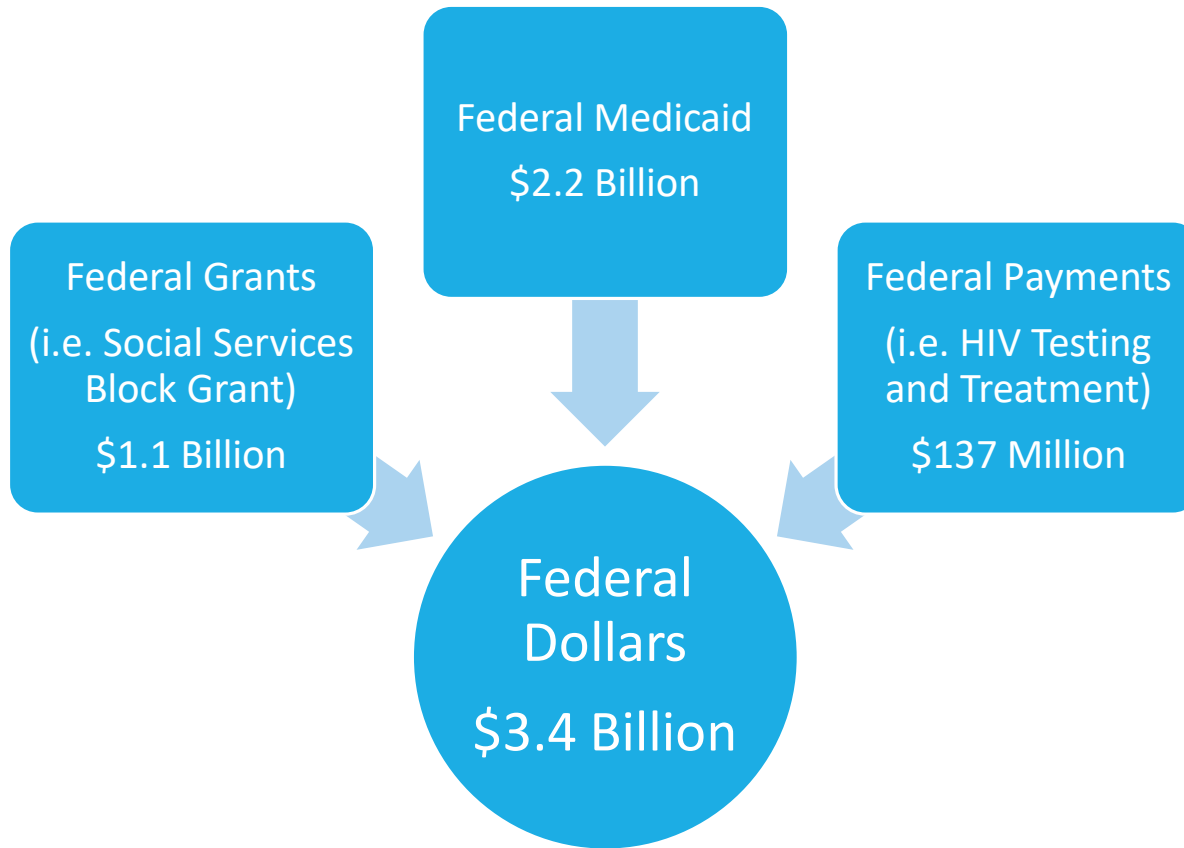 Federal Medicaid
$2.2 Billion
Federal Grants
(i.e. Social Services
Block Grant)
$1.1 Billion
Federal Payments
(i.e. HIV Testing
and Treatment)
$137 Million
Federal
Dollars
$3.4 Billion